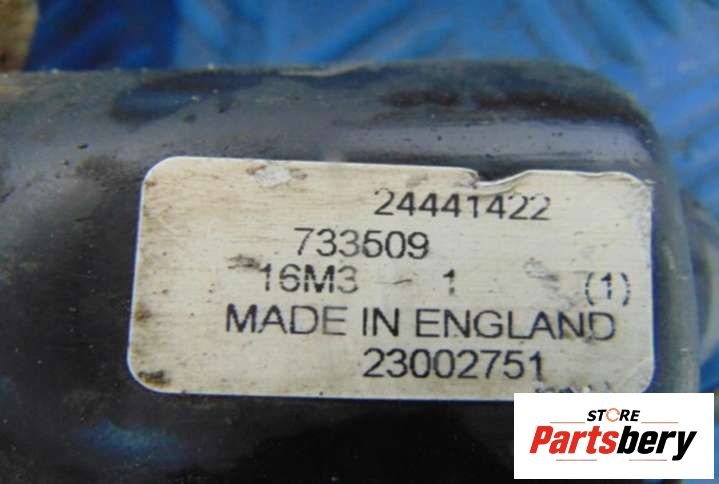 24441422
733509
16M3 - 1 (1)
MADE IN ENGLAND
23002751
STORE
Partsbery